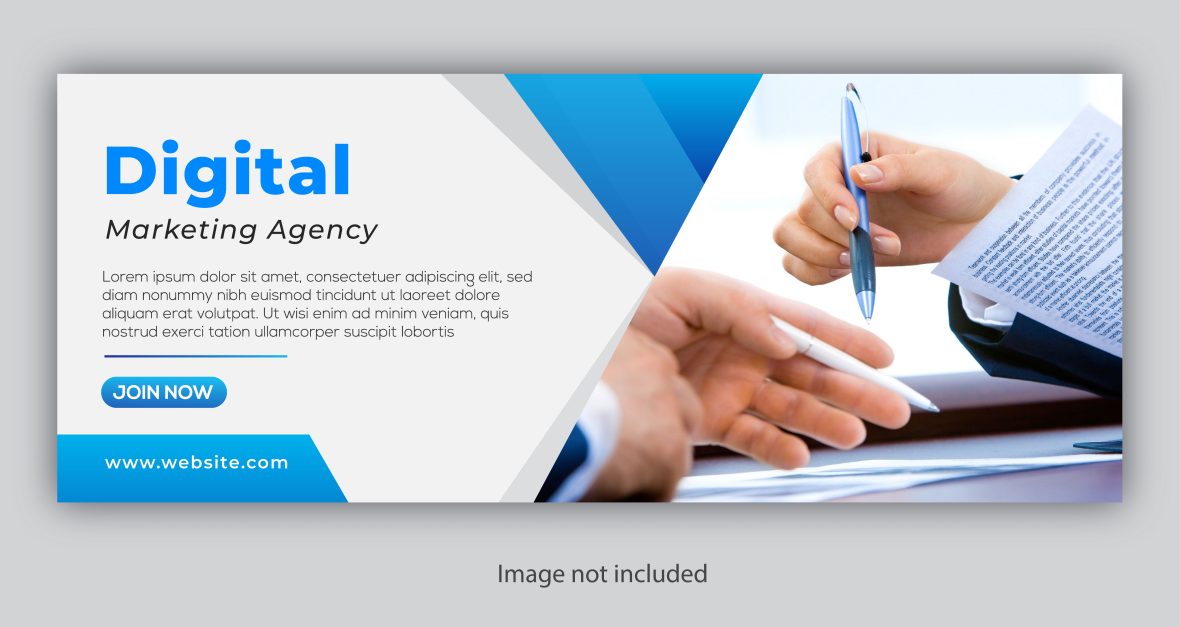 Digital
Marketing Agency
Lorem ipsum dolor sit amet, consectetuer adipiscing elit, sed
diam nonummy nibh euismod tincidunt ut laoreet dolore
aliquam erat volutpat. Ut wisi enim ad minim veniam, quis
nostrud exerci tation ullamcorper suscipit lobortis
JOIN NOW
www.website.com
Image not included